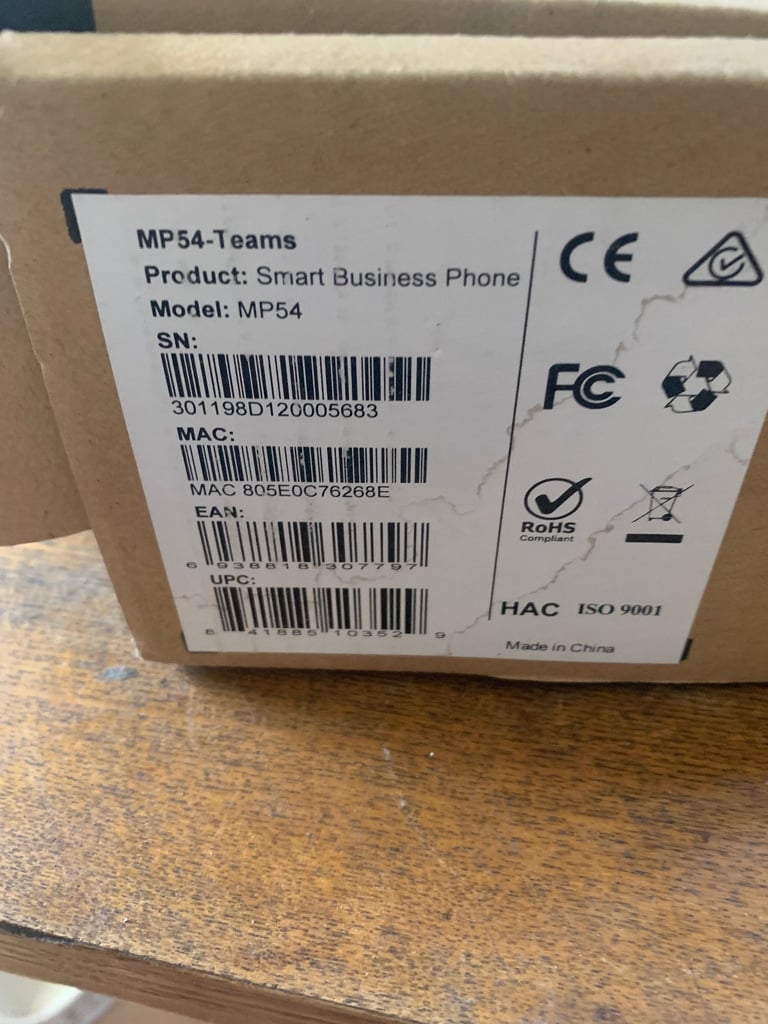 MP54-Teams
Product: Smart Business Phone
Model: MP54
SN:
301198D120005683
MAC:
MAC 805E0C76268E
EAN:
6 938818 307797
UPC:
8 41885 10352 9
CE
FC
RoHS
Compliant
HAC ISO 9001
Made in China